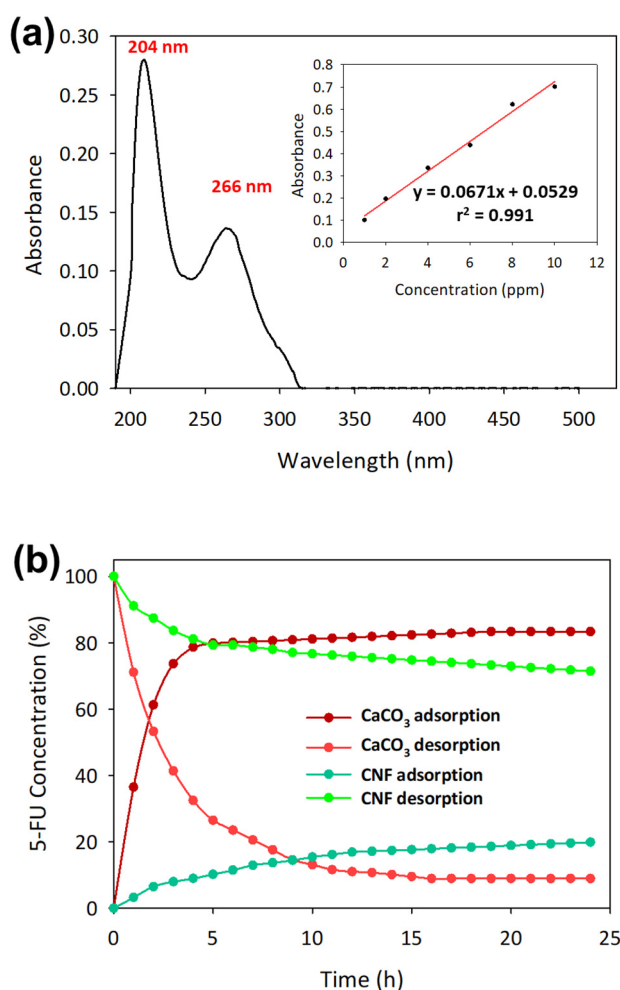 (a)
0.30
0.25
0.20
0.15
0.10
0.05
0.00
Absorbance
204 nm
266 nm
200 250 300 350 400 450 500
Wavelength (nm)
0.8
0.7
0.6
0.5
0.4
0.3
0.2
0.1
0.0
Absorbance
y = 0.0671x + 0.0529
r² = 0.991
0 2 4 6 8 10 12
Concentration (ppm)
(b)
100
80
60
40
20
0
5-FU Concentration (%)
CaCO₃ adsorption
CaCO₃ desorption
CNF adsorption
CNF desorption
0 5 10 15 20 25
Time (h)